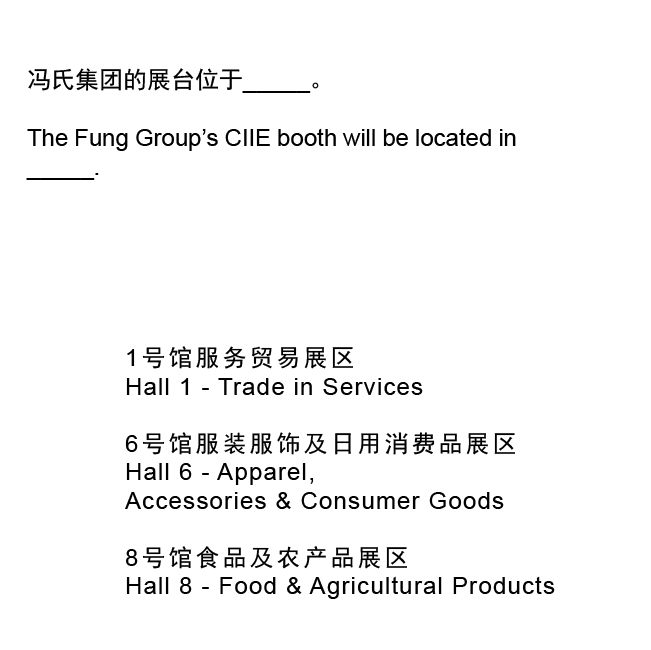 冯氏集团的展台位于_____。
The Fung Group’s CIIE booth will be located in
_____.
1号馆服务贸易展区
Hall 1 - Trade in Services
6号馆服装服饰及日用消费品展区
Hall 6 - Apparel,
Accessories & Consumer Goods
8号馆食品及农产品展区
Hall 8 - Food & Agricultural Products